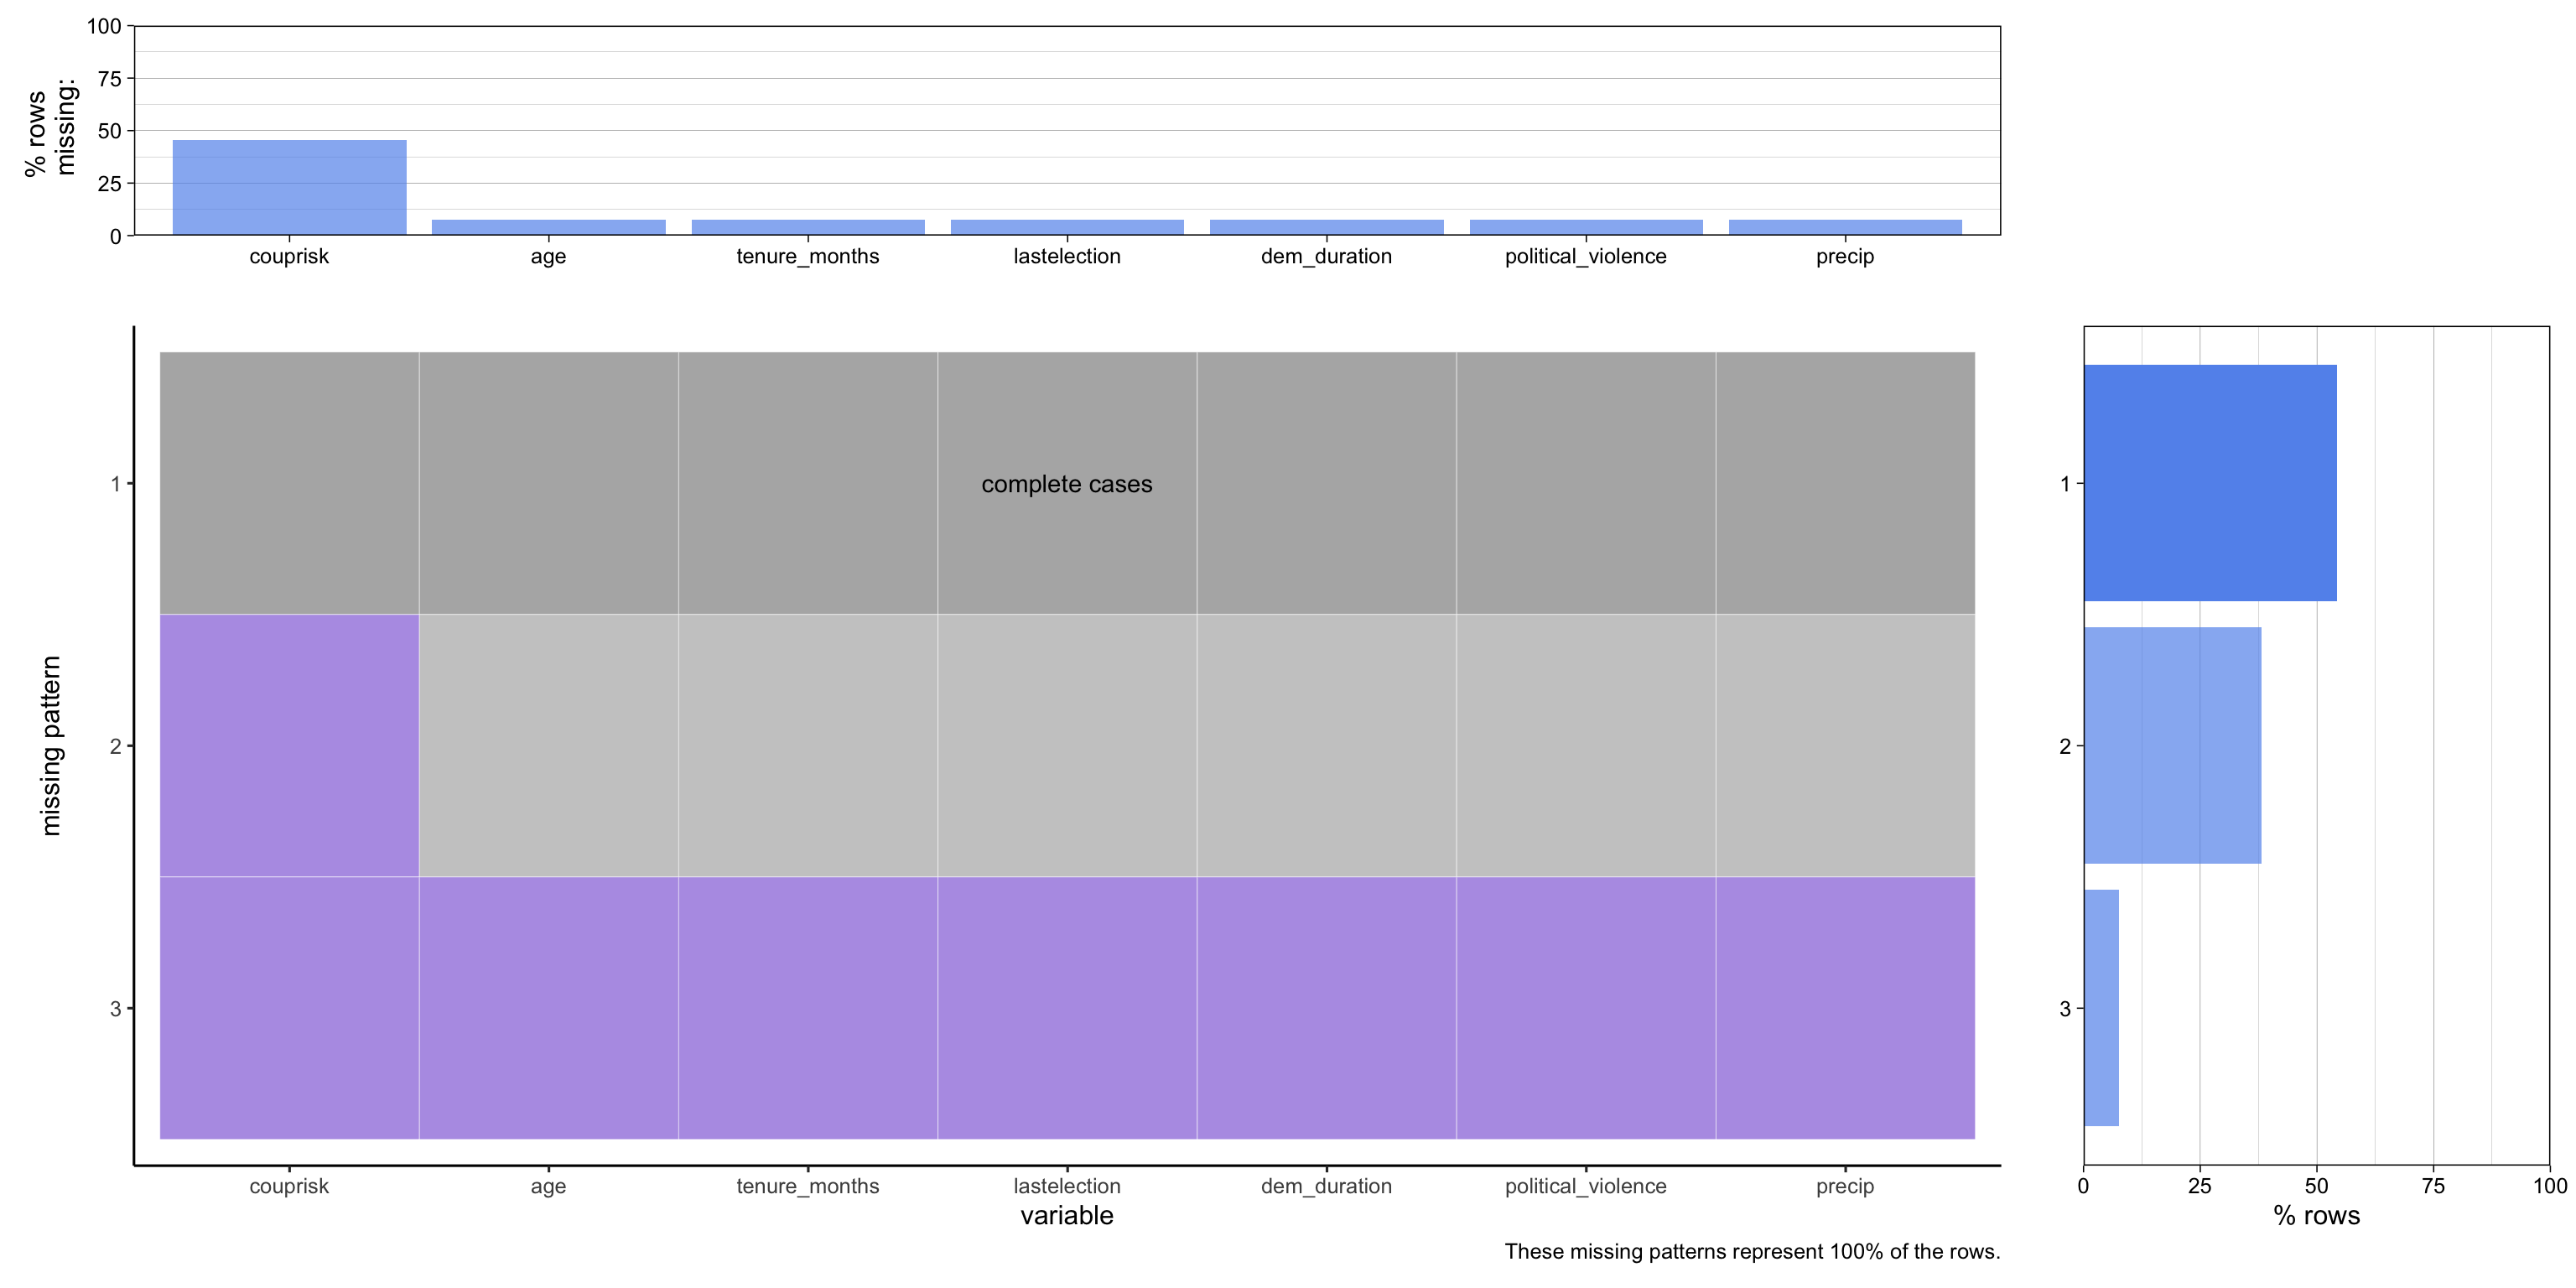 % rows
missing:
100
75
50
25
0
couprisk age tenure_months lastelection dem_duration political_violence precip
missing pattern
1
2
3
complete cases
couprisk age tenure_months lastelection dem_duration political_violence precip
variable
1
2
3
0 25 50 75 100
% rows
These missing patterns represent 100% of the rows.